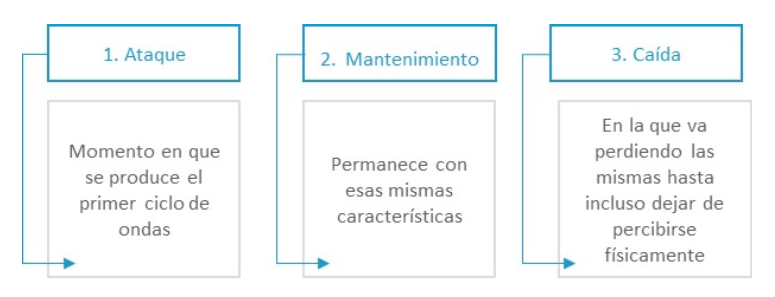 1. Ataque
Momento en que
se produce el
primer ciclo de
ondas
2. Mantenimiento
Permanece con
esas mismas
características
3. Caída
En la que va
perdiendo las
mismas hasta
incluso dejar de
percibirse
físicamente